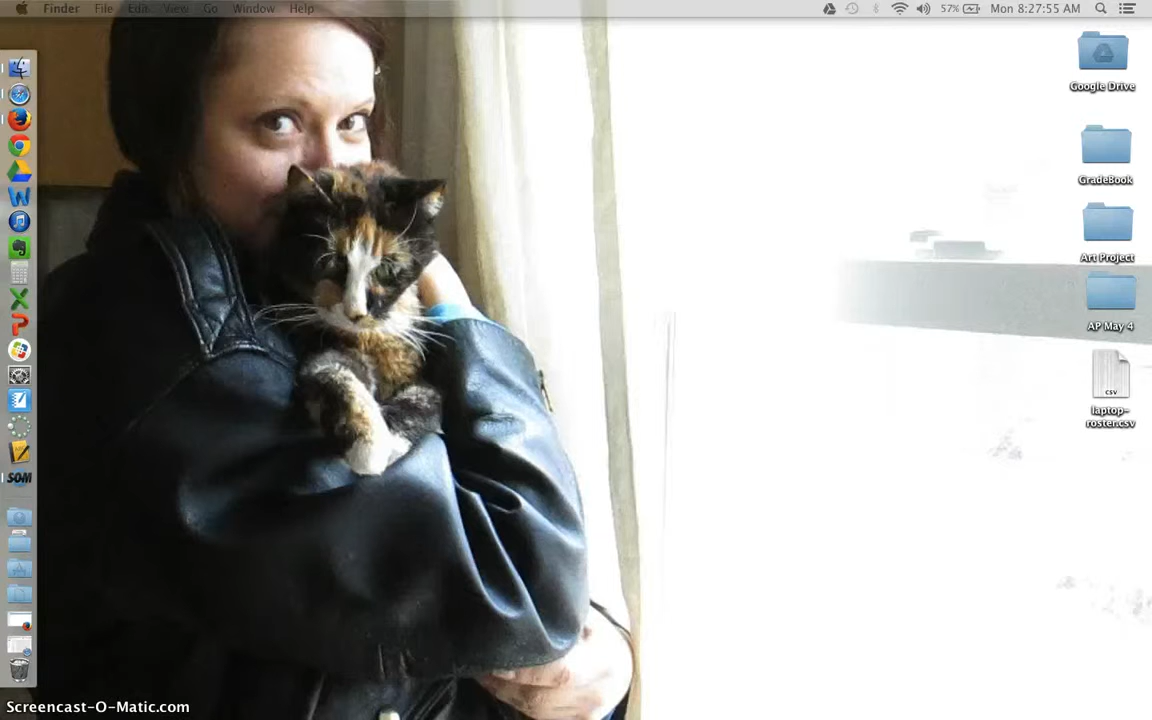 Finder File Edit View Go Window Help 57% Mon 8:27:55 AM
Google Drive
GradeBook
Art Project
AP May 4
csv
laptop-
roster.csv
SOM
Screencast-O-Matic.com